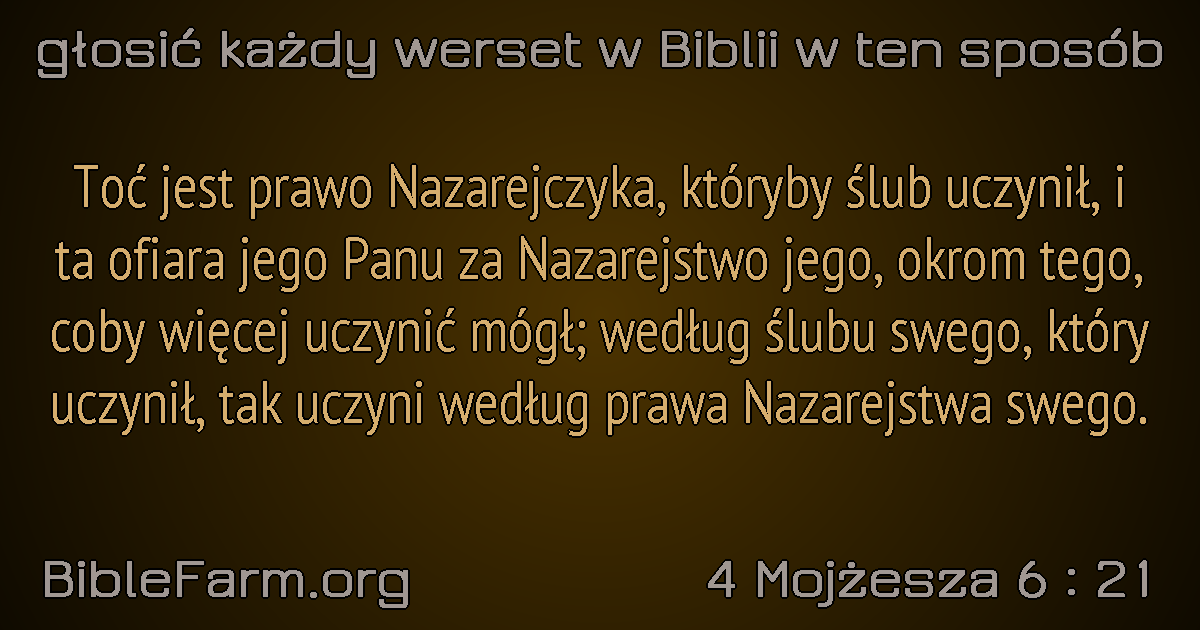 głosić każdy werset w Biblii w ten sposób
Toć jest prawo Nazarejczyka, któryby ślub uczynił, i
ta ofiara jego Panu za Nazarejstwo jego, okrom tego,
coby więcej uczynić mógł; według ślubu swego, który
uczynił, tak uczyni według prawa Nazarejstwa swego.
BibleFarm.org
4 Mojżesza 6 : 21